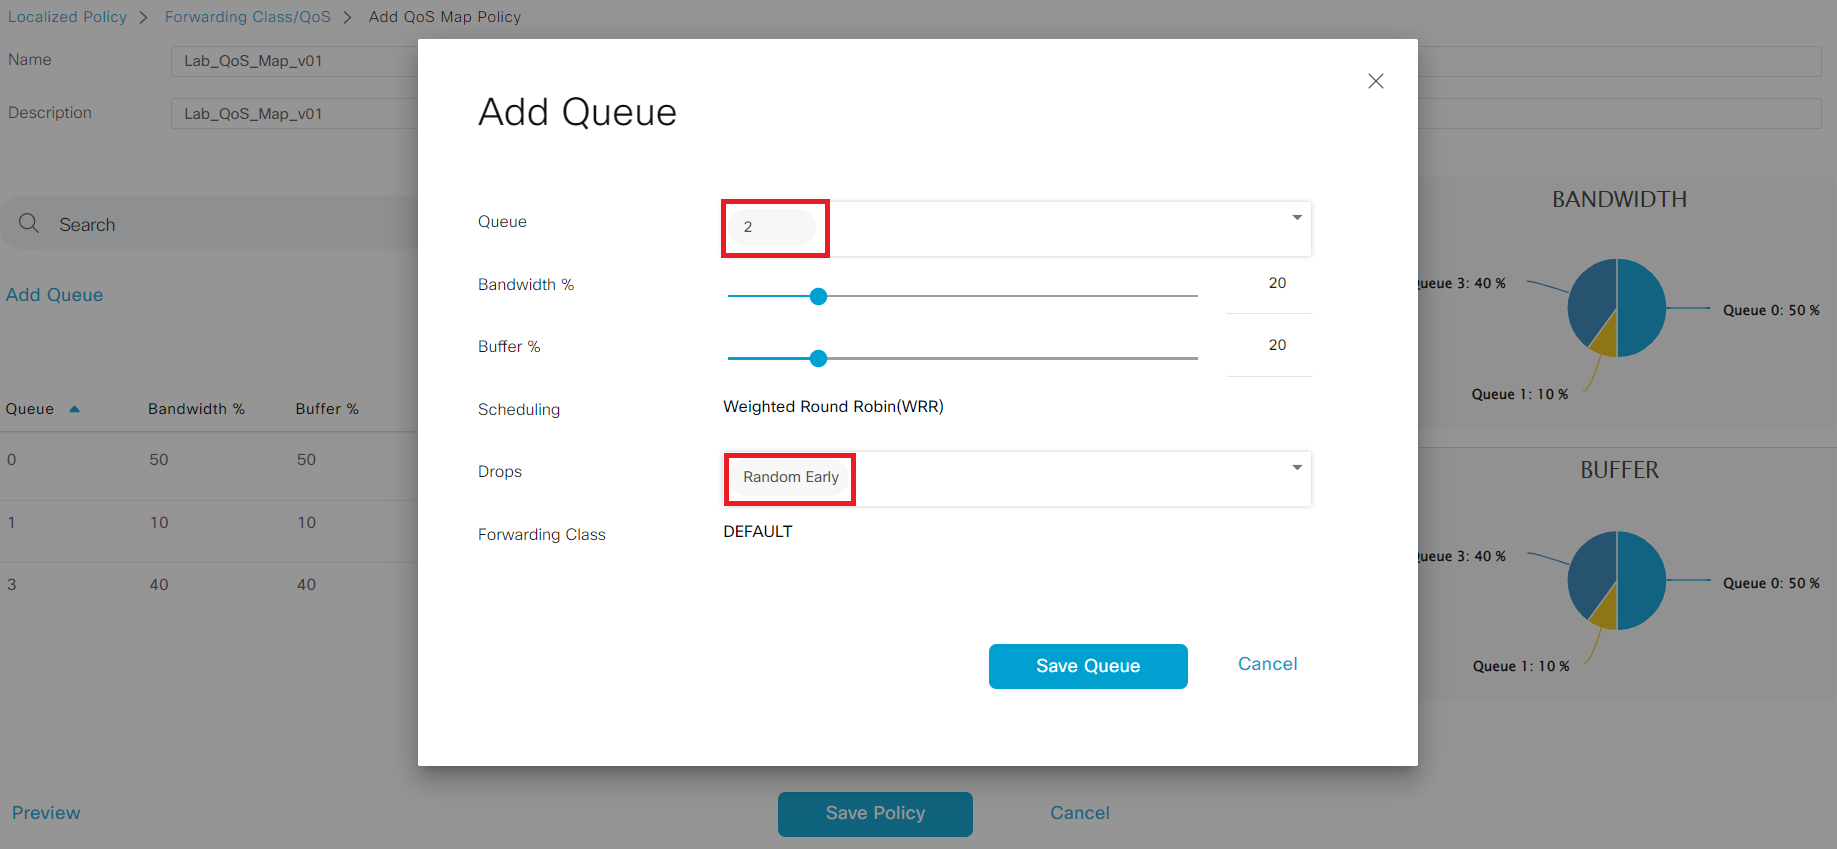 Localized Policy > Forwarding Class/QoS > Add QoS Map Policy
Name
Lab_QoS_Map_v01
Description
Lab_QoS_Map_v01
Search
Add Queue
Queue Bandwidth % Buffer %
0 50 50
1 10 10
3 40 40
Add Queue
Queue
2
Bandwidth %
20
Buffer %
20
Scheduling
Weighted Round Robin(WRR)
Drops
Random Early
Forwarding Class
DEFAULT
Save Queue
Cancel
BANDWIDTH
Queue 3: 40 %
Queue 0: 50 %
Queue 1: 10 %
BUFFER
Queue 3: 40 %
Queue 0: 50 %
Queue 1: 10 %
Preview
Save Policy
Cancel